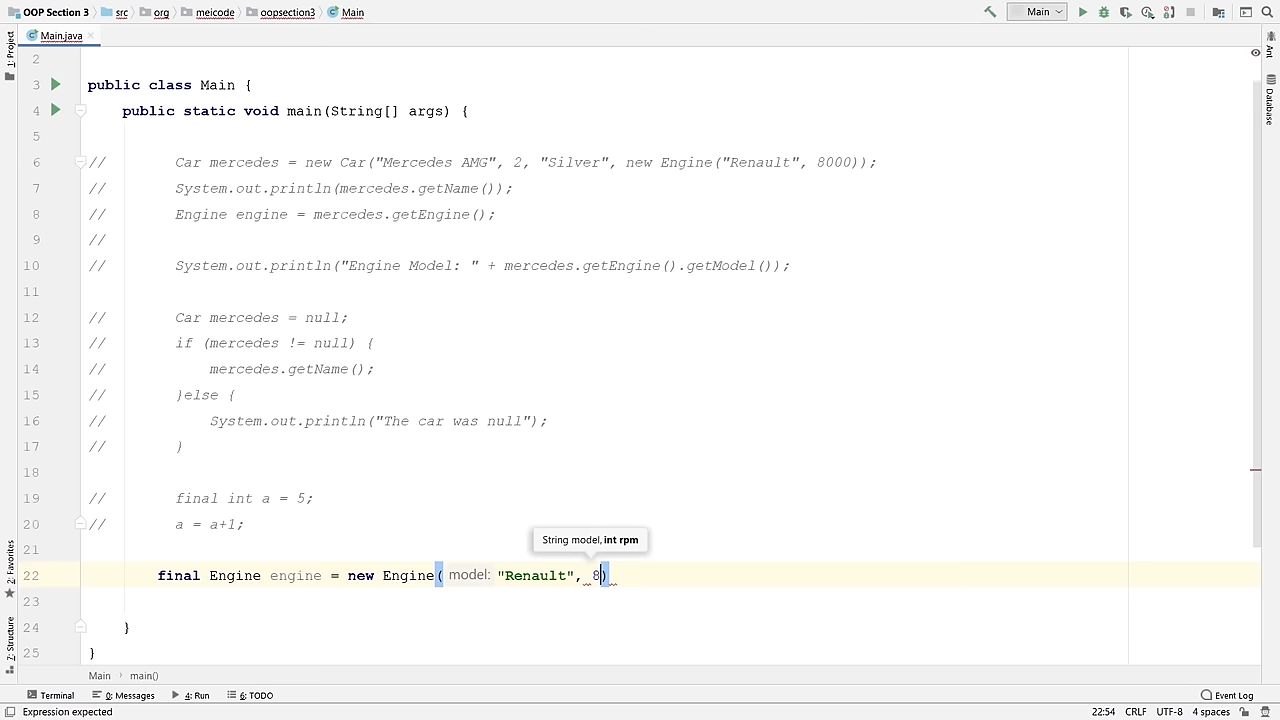 OOP Section 3 › src › org › meicode › oopsection3 › Main
Main
Main.java
1: Project
Ant
Database
2
3 public class Main {
4 public static void main(String[] args) {
5
6 // Car mercedes = new Car("Mercedes AMG", 2, "Silver", new Engine("Renault", 8000));
7 // System.out.println(mercedes.getName());
8 // Engine engine = mercedes.getEngine();
9 //
10 // System.out.println("Engine Model: " + mercedes.getEngine().getModel());
11
12 // Car mercedes = null;
13 // if (mercedes != null) {
14 // mercedes.getName();
15 // }else {
16 // System.out.println("The car was null");
17 // }
18
19 // final int a = 5;
20 // a = a+1;
21
String model, int rpm
22 final Engine engine = new Engine( model: "Renault", 8)
23
24 }
25 }
2: Favorites
7: Structure
Main › main()
Terminal 0: Messages 4: Run 6: TODO Event Log
Expression expected 22:54 CRLF UTF-8 4 spaces